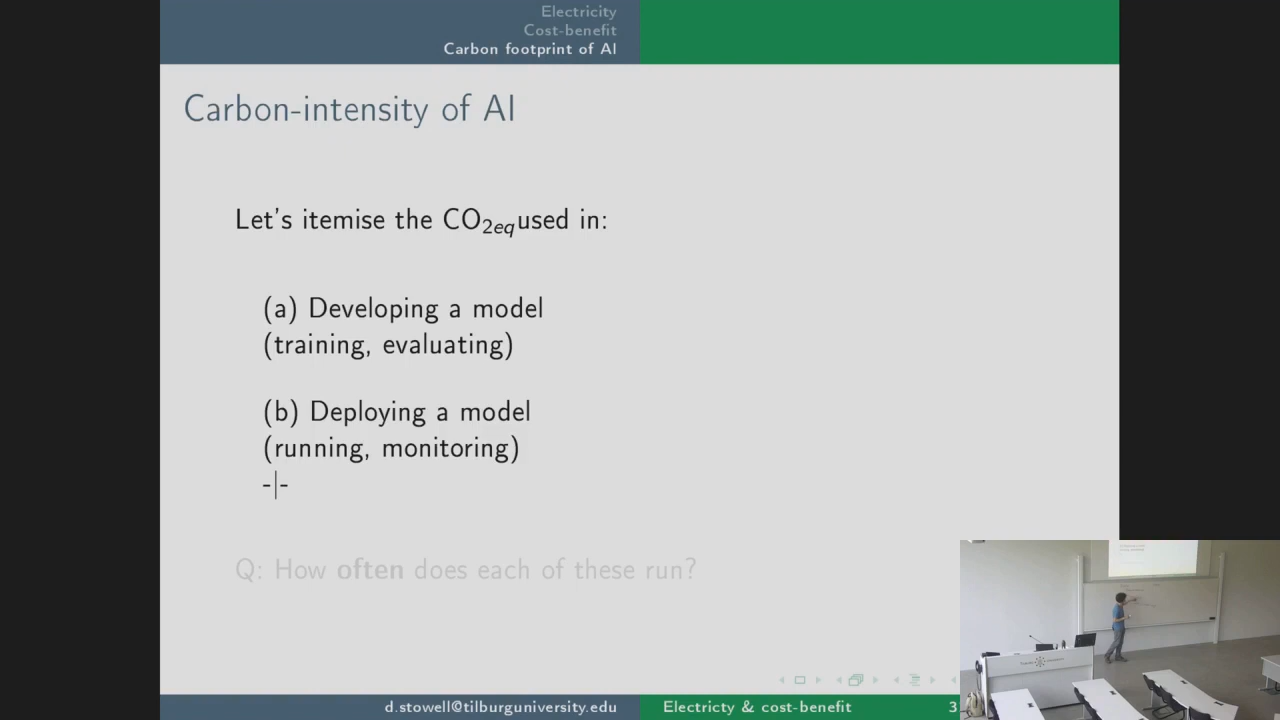 Electricity
Cost-benefit
Carbon footprint of AI
Carbon-intensity of AI
Let's itemise the CO2eq used in:
(a) Developing a model
(training, evaluating)
(b) Deploying a model
(running, monitoring)
-|-
Q: How often does each of these run?
d.stowell@tilburguniversity.edu
Electricty & cost-benefit
3